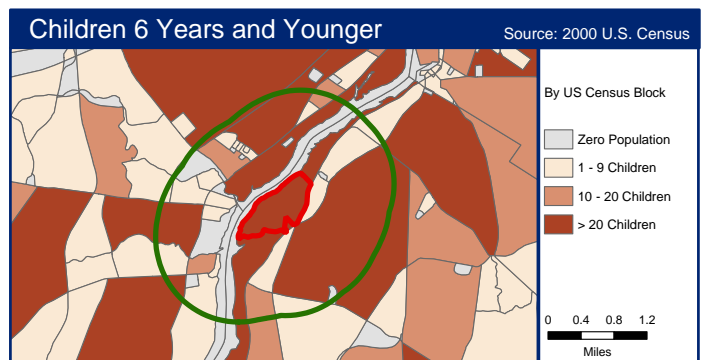 Children 6 Years and Younger
Source: 2000 U.S. Census
By US Census Block
Zero Population
1 - 9 Children
10 - 20 Children
> 20 Children
0 0.4 0.8 1.2
Miles